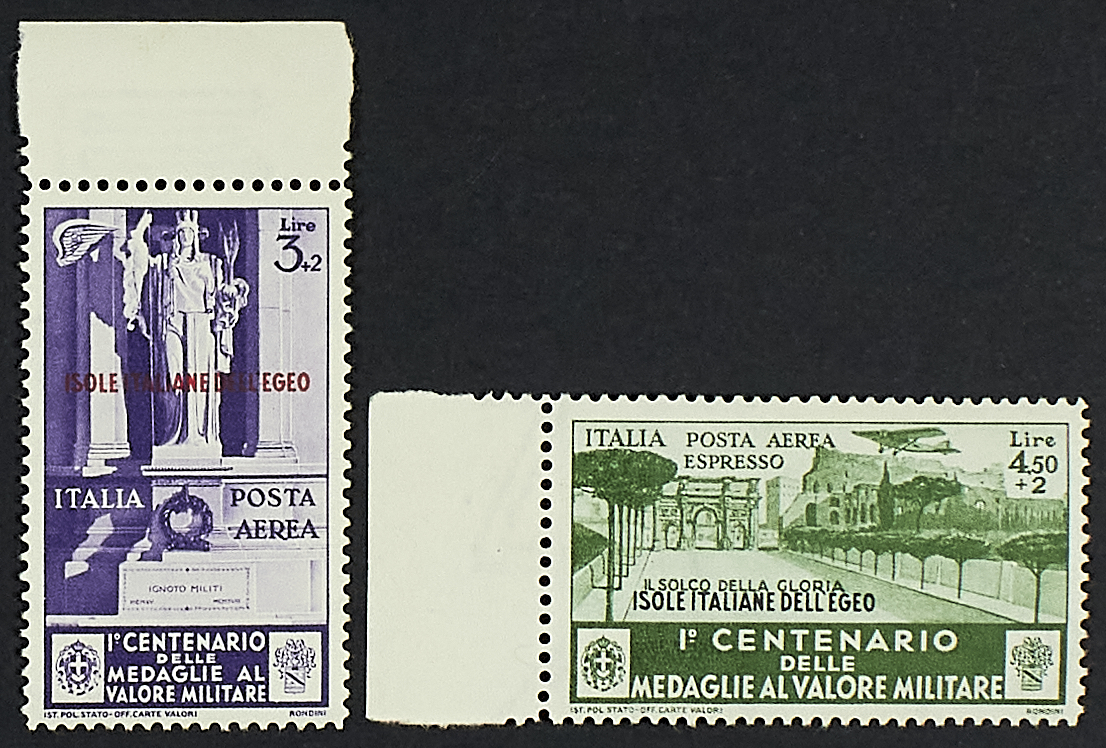 Lire
3+2
ISOLE ITALIANE DELL'EGEO
ITALIA POSTA
AEREA
IGNOTO MILITI
I° CENTENARIO
DELLE
MEDAGLIE AL
VALORE MILITARE
IST. POL. STATO-OFF. CARTE VALORI RONDINI
ITALIA POSTA AEREA
ESPRESSO
Lire
4.50
+2
IL SOLCO DELLA GLORIA
ISOLE ITALIANE DELL'EGEO
I° CENTENARIO
DELLE
MEDAGLIE AL VALORE MILITARE
IST. POL. STATO-OFF. CARTE VALORI RONDINI